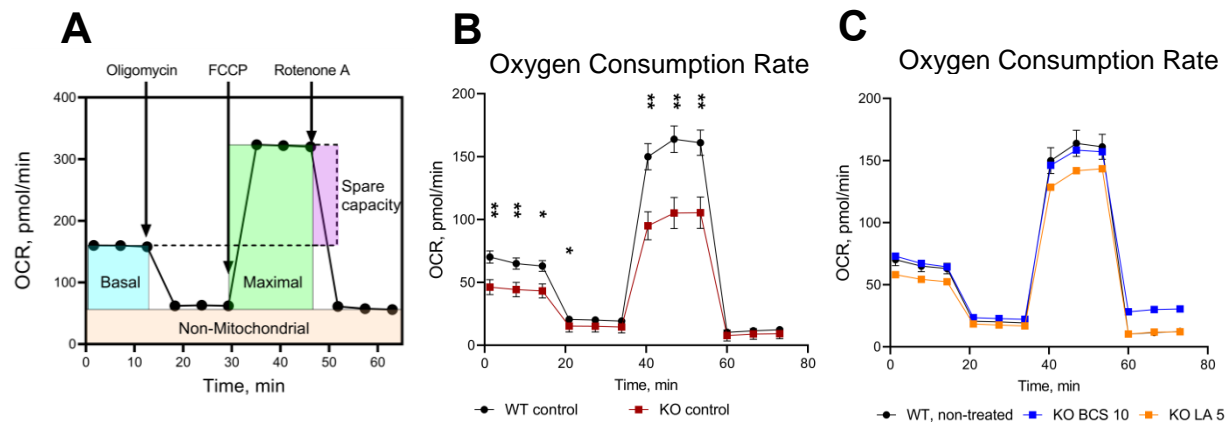 A
Oligomycin FCCP Rotenone A
400
300
200
100
0
OCR, pmol/min
Spare
capacity
Basal
Maximal
Non-Mitochondrial
0 10 20 30 40 50 60
Time, min
B
Oxygen Consumption Rate
200
150
100
50
0
OCR, pmol/min
** ** * * ** ** **
0 20 40 60 80
Time, min
WT control KO control
C
Oxygen Consumption Rate
200
150
100
50
0
OCR, pmol/min
0 20 40 60 80
Time, min
WT, non-treated KO BCS 10 KO LA 5